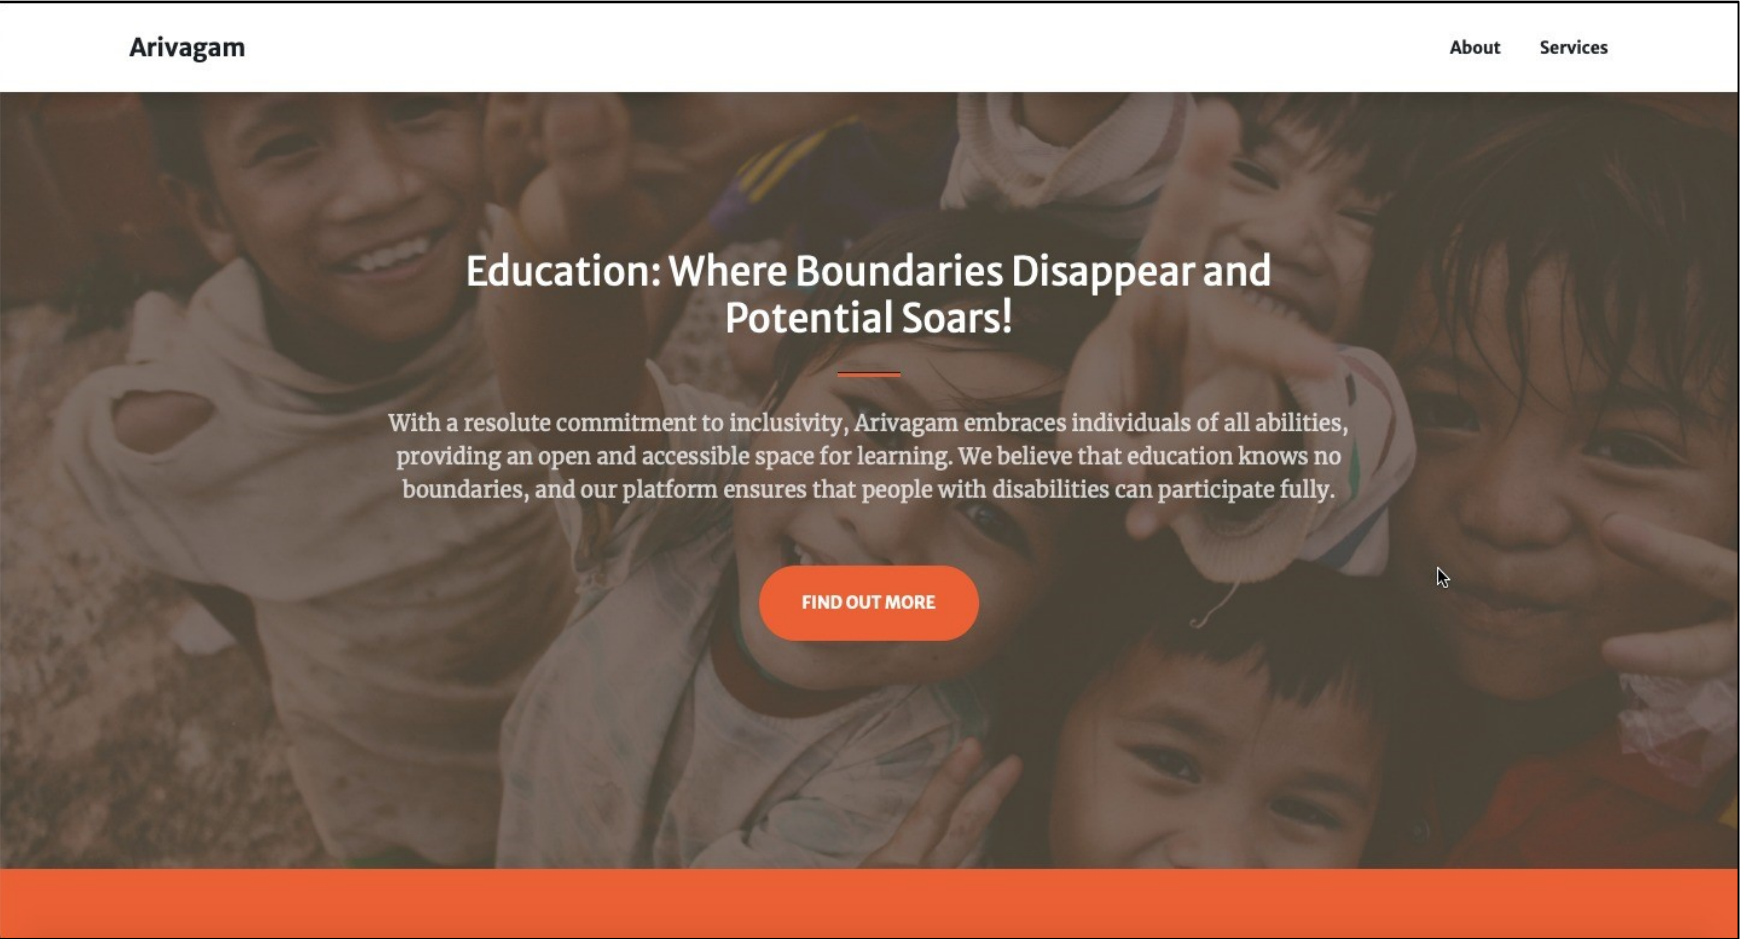 Arivagam
About Services
Education: Where Boundaries Disappear and
Potential Soars!
With a resolute commitment to inclusivity, Arivagam embraces individuals of all abilities,
providing an open and accessible space for learning. We believe that education knows no
boundaries, and our platform ensures that people with disabilities can participate fully.
FIND OUT MORE